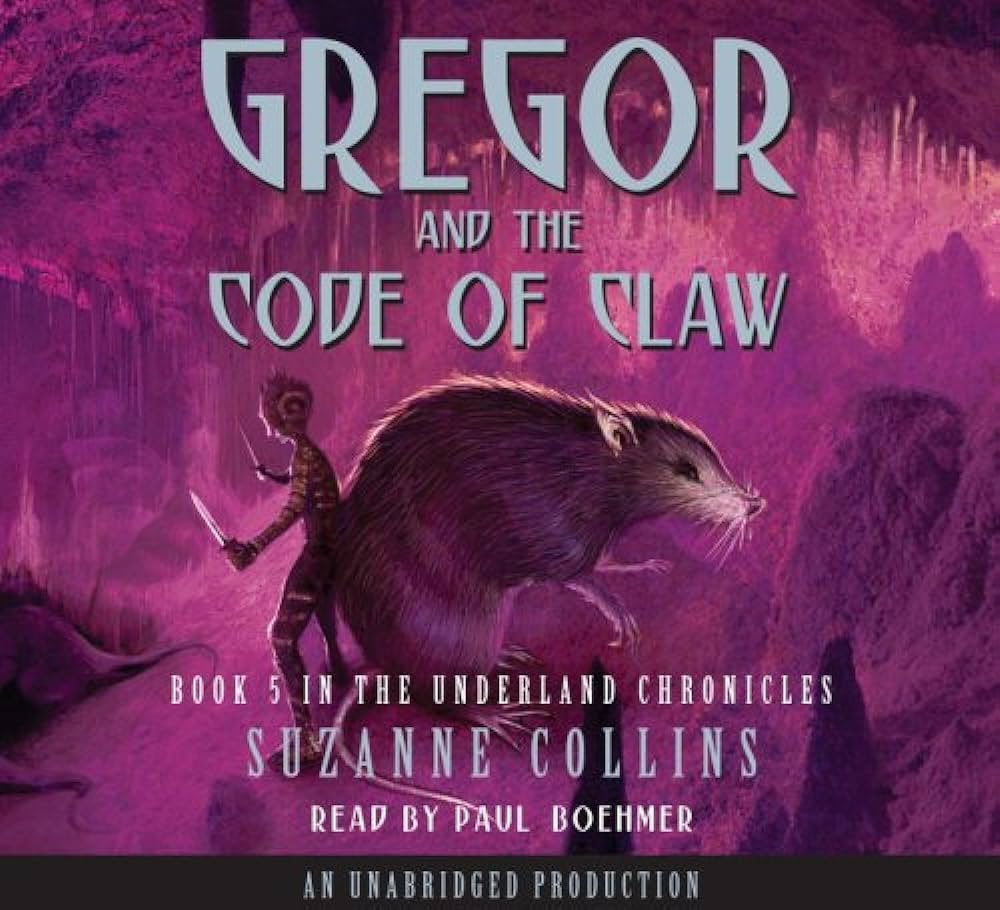 GREGOR
AND THE
CODE OF CLAW
BOOK 5 IN THE UNDERLAND CHRONICLES
SUZANNE COLLINS
READ BY PAUL BOEHMER
AN UNABRIDGED PRODUCTION